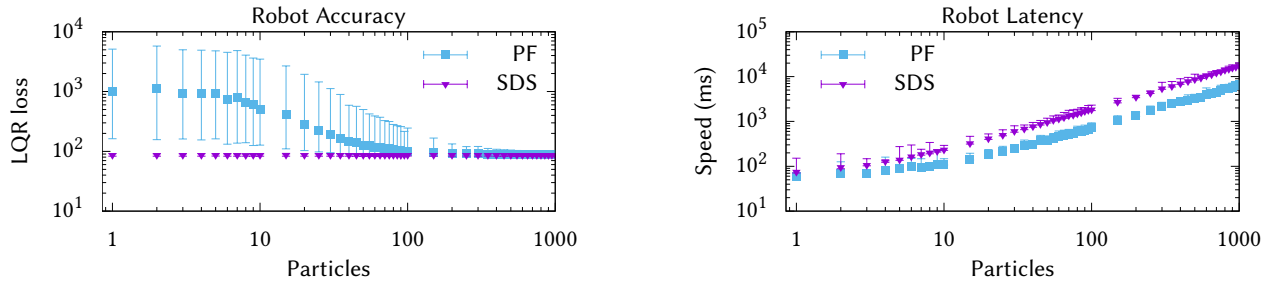 Robot Accuracy
10^4
10^3
10^2
10^1
LQR loss
PF
SDS
1 10 100 1000
Particles
Robot Latency
10^5
10^4
10^3
10^2
10^1
Speed (ms)
PF
SDS
1 10 100 1000
Particles